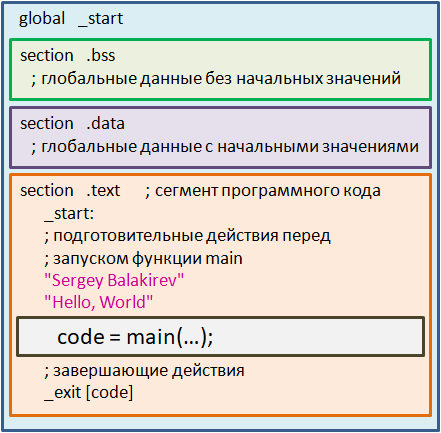 global _start
section .bss
; глобальные данные без начальных значений
section .data
; глобальные данные с начальными значениями
section .text ; сегмент программного кода
_start:
; подготовительные действия перед
; запуском функции main
"Sergey Balakirev"
"Hello, World"
code = main(...);
; завершающие действия
_exit [code]